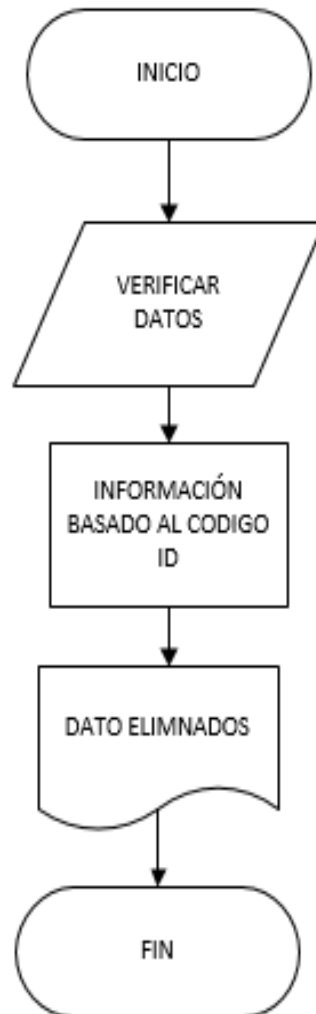 INICIO
VERIFICAR
DATOS
INFORMACIÓN
BASADO AL CODIGO
ID
DATO ELIMNADOS
FIN